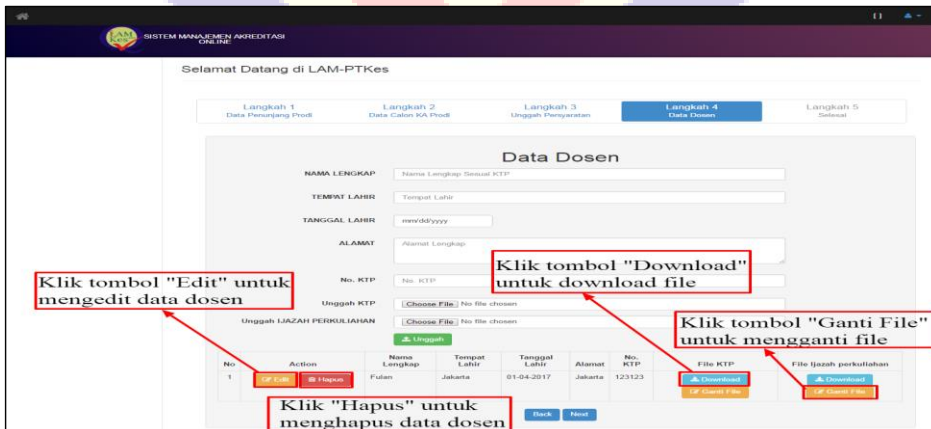 LAM
Kes
SISTEM MANAJEMEN AKREDITASI
ONLINE
Selamat Datang di LAM-PTKes
Langkah 1
Data Penunjang Prodi
Langkah 2
Data Calon KA Prodi
Langkah 3
Unggah Persyaratan
Langkah 4
Data Dosen
Langkah 5
Selesai
Data Dosen
NAMA LENGKAP
Nama Lengkap Sesuai KTP
TEMPAT LAHIR
Tempat Lahir
TANGGAL LAHIR
mm/dd/yyyy
ALAMAT
Alamat Lengkap
No. KTP
No. KTP
Unggah KTP
Choose File No file chosen
Unggah IJAZAH PERKULIAHAN
Choose File No file chosen
Unggah
Klik tombol "Edit" untuk
mengedit data dosen
Klik tombol "Download"
untuk download file
Klik tombol "Ganti File"
untuk mengganti file
No Action Nama Lengkap Tempat Lahir Tanggal Lahir Alamat No. KTP File KTP File Ijazah perkuliahan
1 Edit Hapus Fulan Jakarta 01-04-2017 Jakarta 123123 Download Download
Ganti File Ganti File
Klik "Hapus" untuk
menghapus data dosen
Back Next